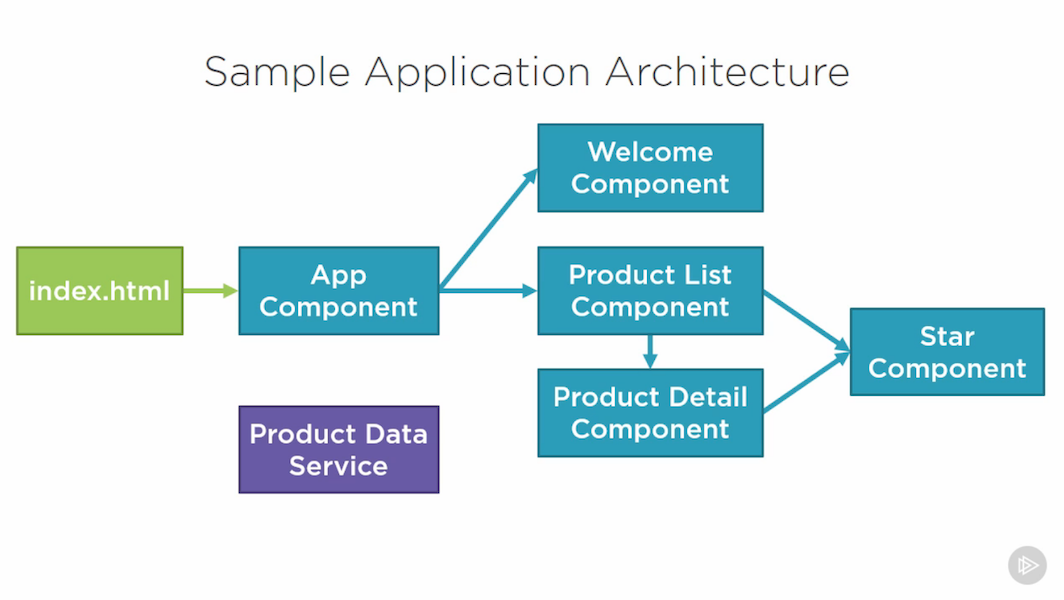 Sample Application Architecture
Welcome
Component
index.html
App
Component
Product List
Component
Star
Component
Product Detail
Component
Product Data
Service